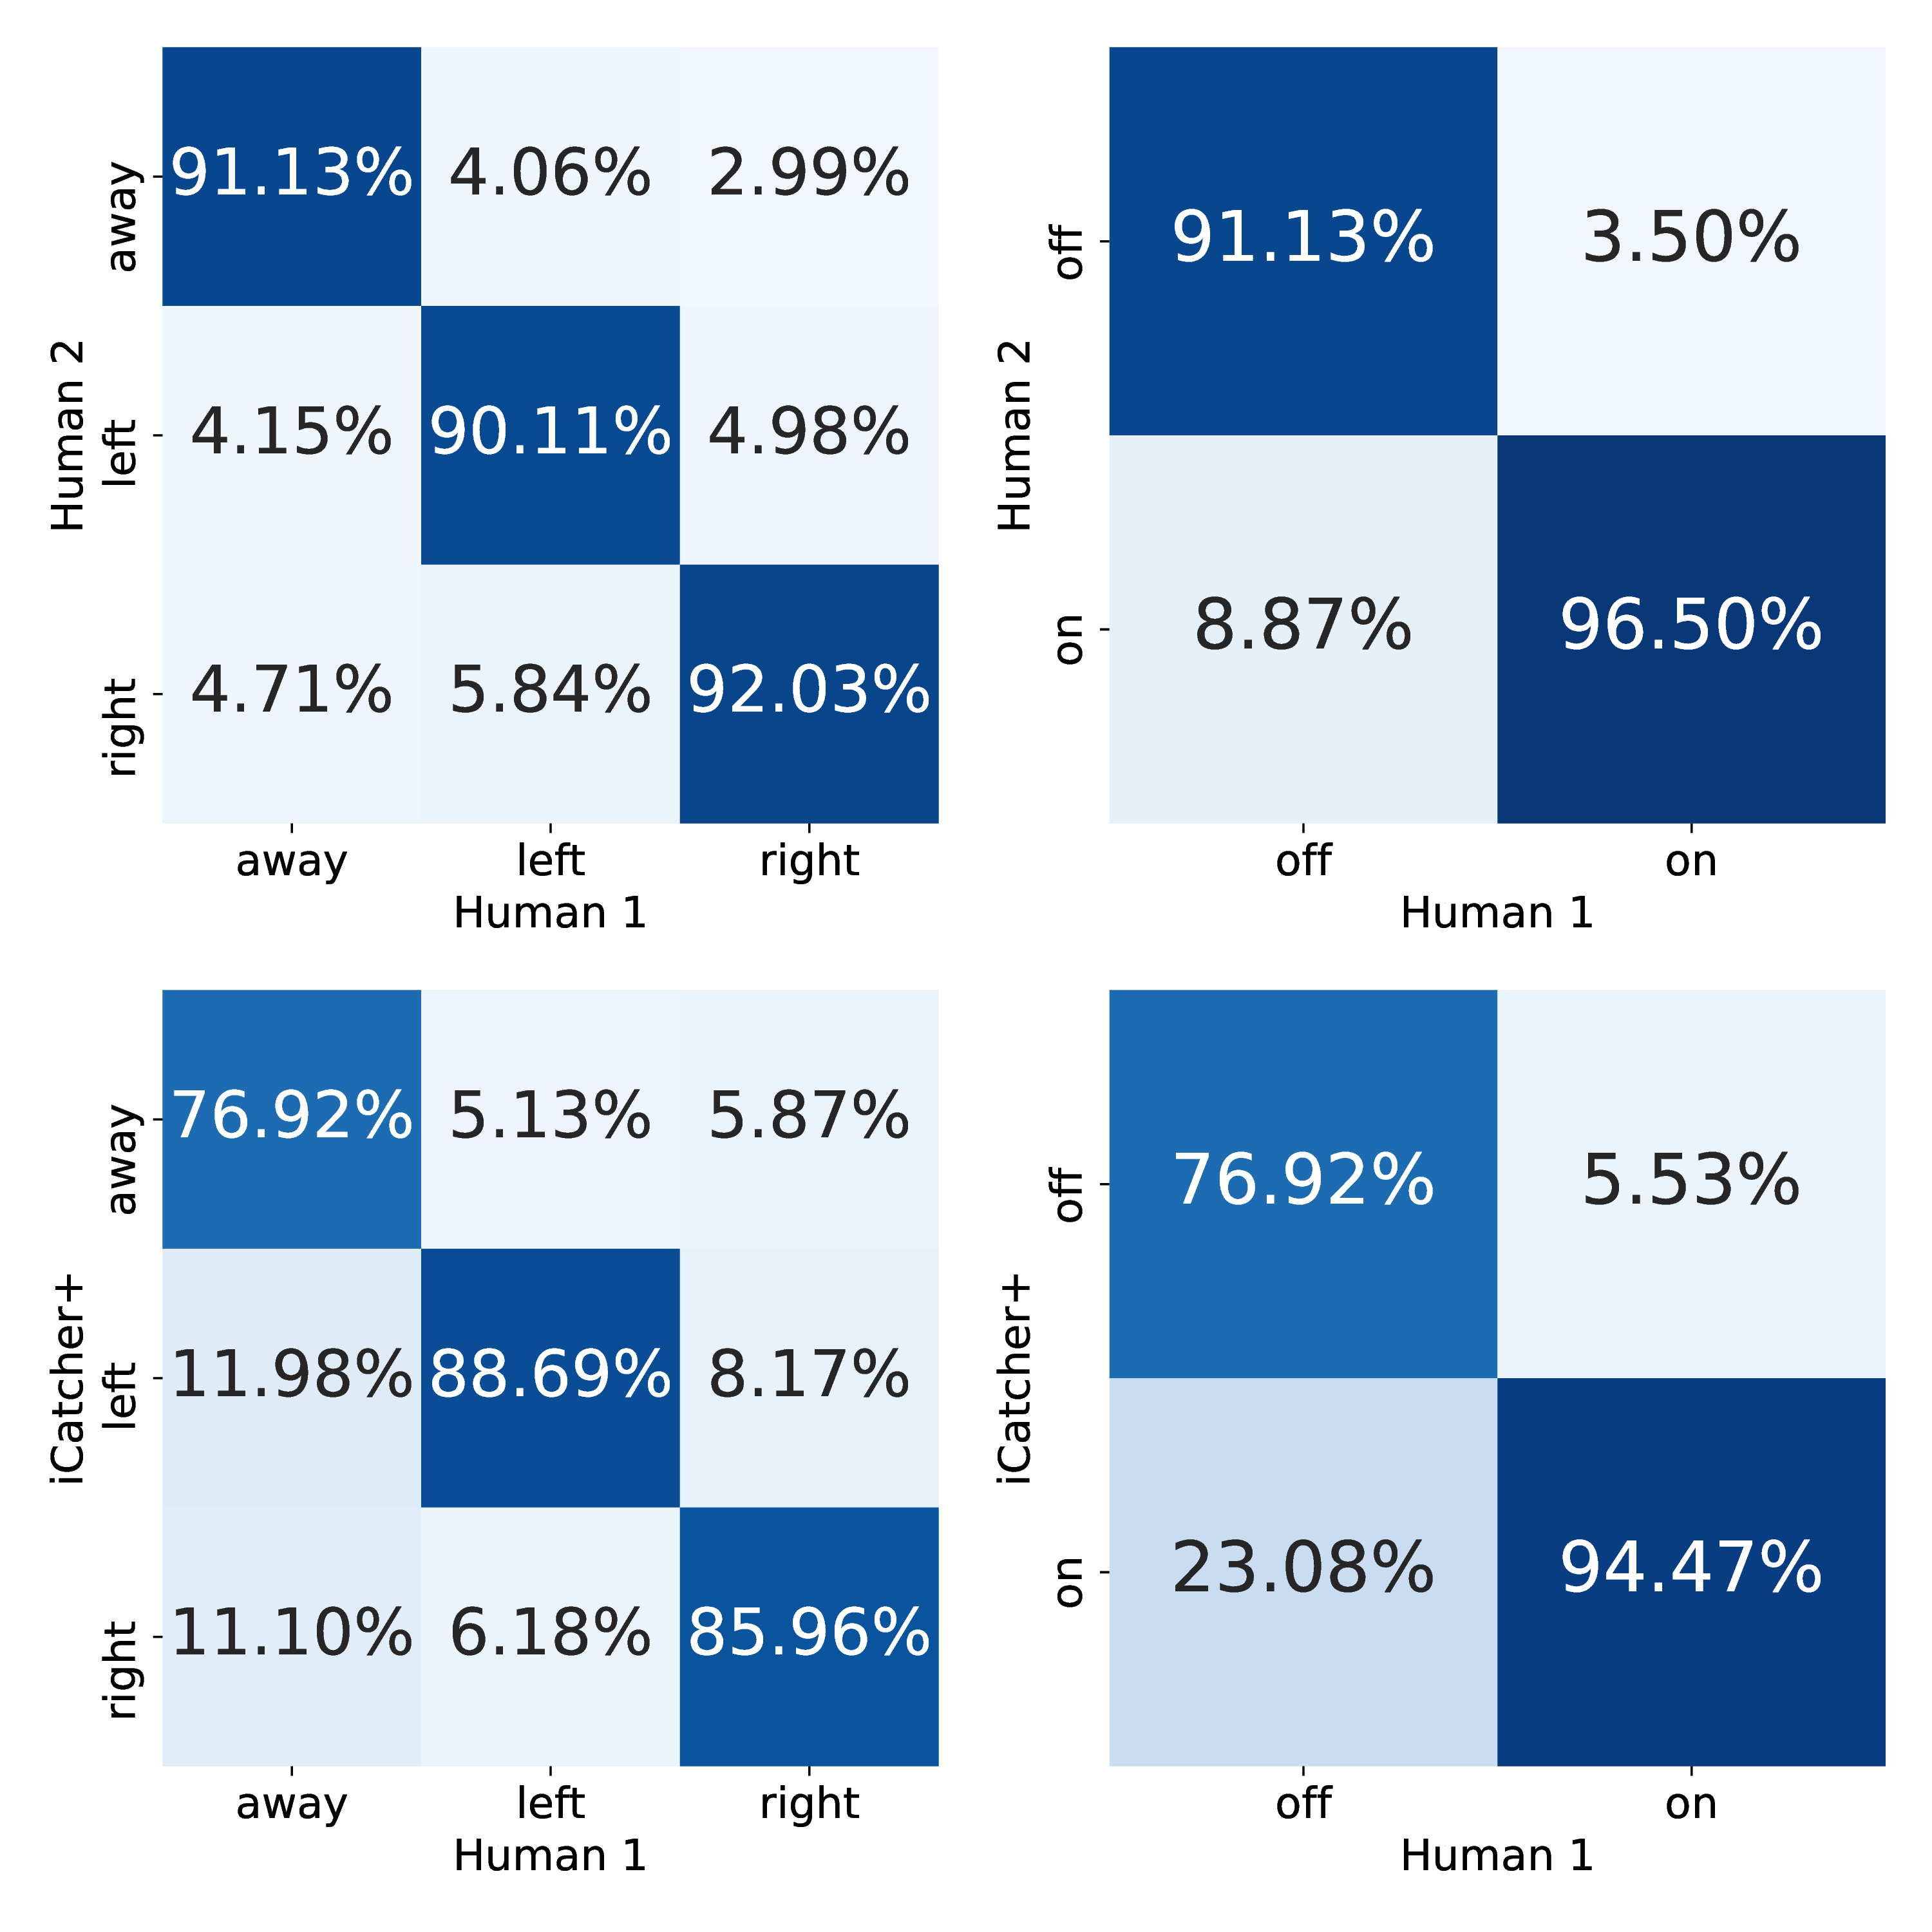 Human 2
away 91.13% 4.06% 2.99%
left 4.15% 90.11% 4.98%
right 4.71% 5.84% 92.03%
away left right
Human 1
Human 2
off 91.13% 3.50%
on 8.87% 96.50%
off on
Human 1
iCatcher+
away 76.92% 5.13% 5.87%
left 11.98% 88.69% 8.17%
right 11.10% 6.18% 85.96%
away left right
Human 1
iCatcher+
off 76.92% 5.53%
on 23.08% 94.47%
off on
Human 1